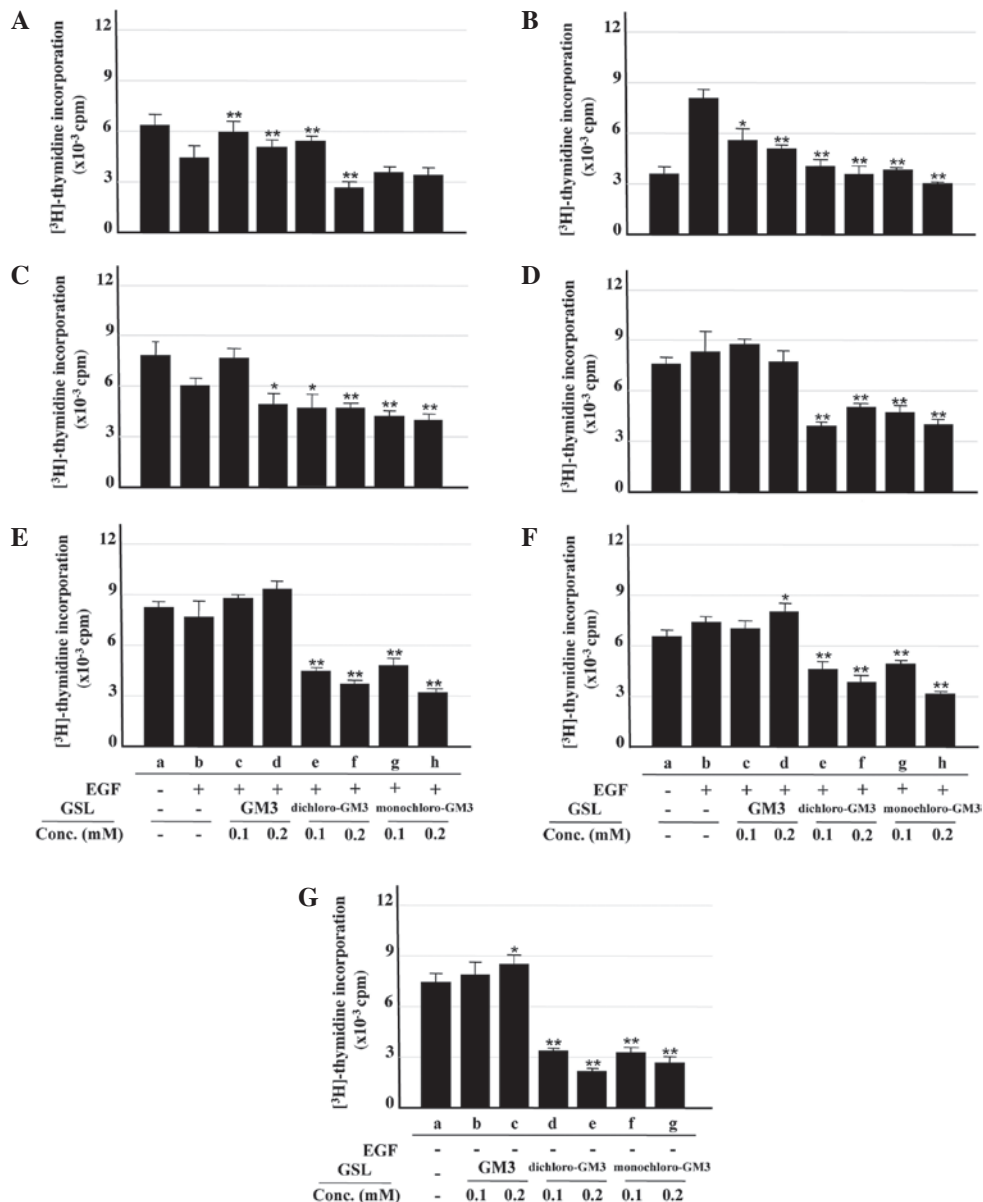 A
[³H]-thymidine incorporation
(x10⁻³ cpm)
12
9
6
3
0
** ** ** **
B
[³H]-thymidine incorporation
(x10⁻³ cpm)
12
9
6
3
0
* ** ** ** ** **
C
[³H]-thymidine incorporation
(x10⁻³ cpm)
12
9
6
3
0
* * ** ** **
D
[³H]-thymidine incorporation
(x10⁻³ cpm)
12
9
6
3
0
** ** ** **
E
[³H]-thymidine incorporation
(x10⁻³ cpm)
12
9
6
3
0
** ** ** **
a b c d e f g h
EGF - + + + + + + +
GSL - - GM3 dichloro-GM3 monochloro-GM3
Conc. (mM) - - 0.1 0.2 0.1 0.2 0.1 0.2
F
[³H]-thymidine incorporation
(x10⁻³ cpm)
12
9
6
3
0
* ** ** ** **
a b c d e f g h
EGF - + + + + + + +
GSL - - GM3 dichloro-GM3 monochloro-GM3
Conc. (mM) - - 0.1 0.2 0.1 0.2 0.1 0.2
G
[³H]-thymidine incorporation
(x10⁻³ cpm)
12
9
6
3
0
* ** ** ** **
a b c d e f g
EGF - - - - - - -
GSL - GM3 dichloro-GM3 monochloro-GM3
Conc. (mM) - 0.1 0.2 0.1 0.2 0.1 0.2